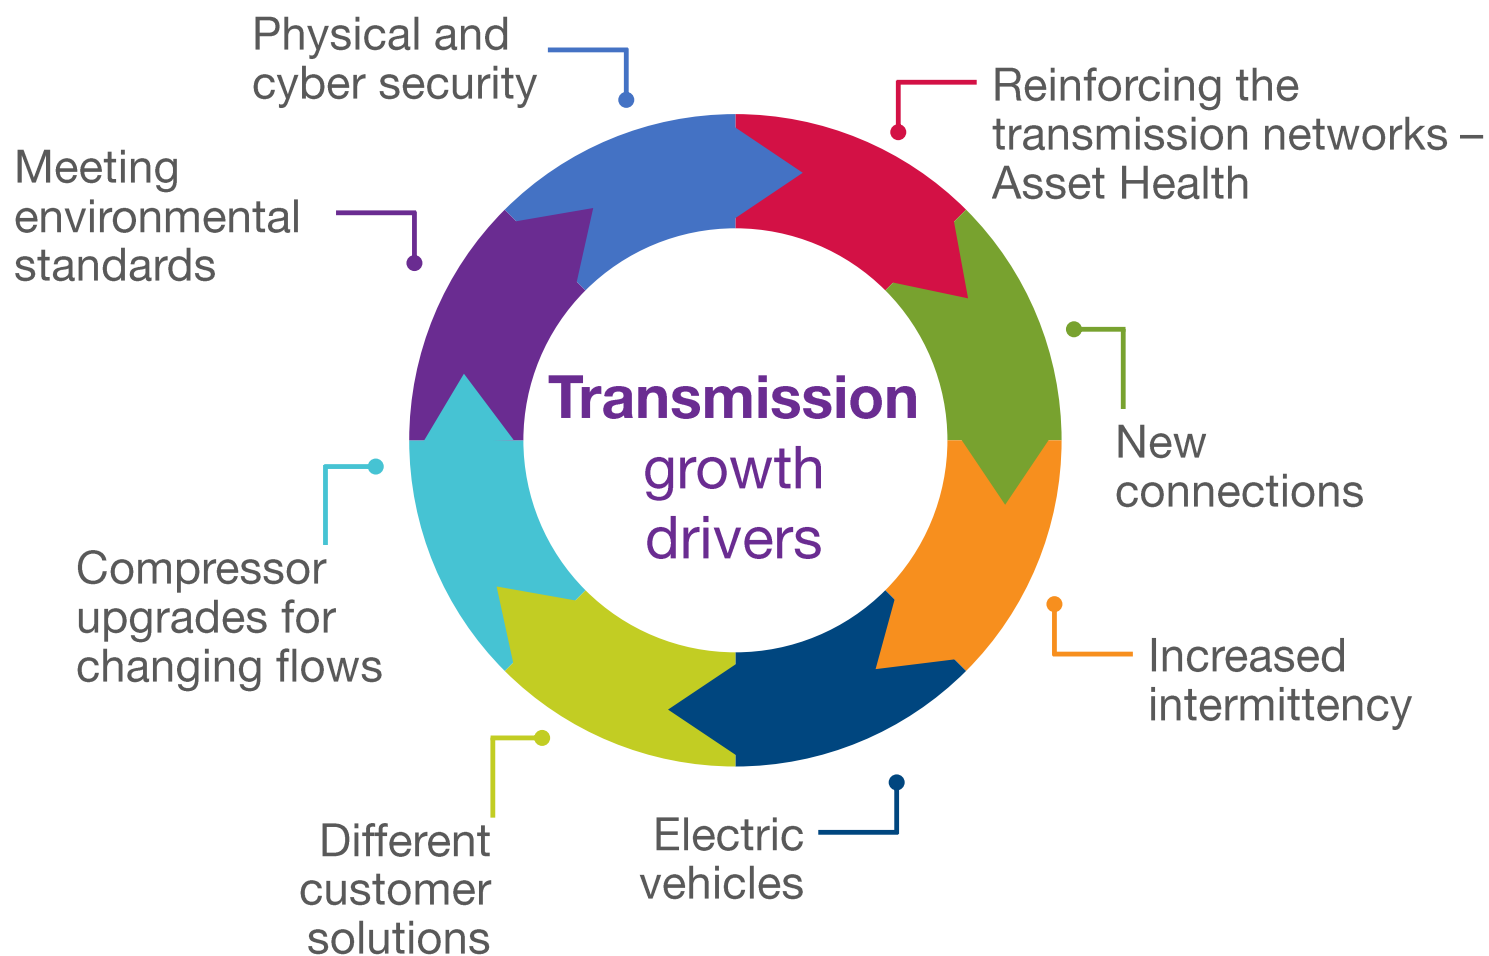 Physical and
cyber security
Reinforcing the
transmission networks –
Asset Health
Meeting
environmental
standards
Transmission
growth
drivers
New
connections
Compressor
upgrades for
changing flows
Increased
intermittency
Different
customer
solutions
Electric
vehicles